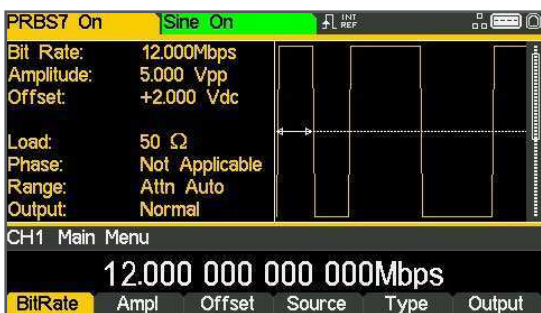 PRBS7 On Sine On INT REF
Bit Rate: 12.000Mbps
Amplitude: 5.000 Vpp
Offset: +2.000 Vdc
Load: 50 Ω
Phase: Not Applicable
Range: Attn Auto
Output: Normal
CH1 Main Menu
12.000 000 000 000Mbps
BitRate Ampl Offset Source Type Output